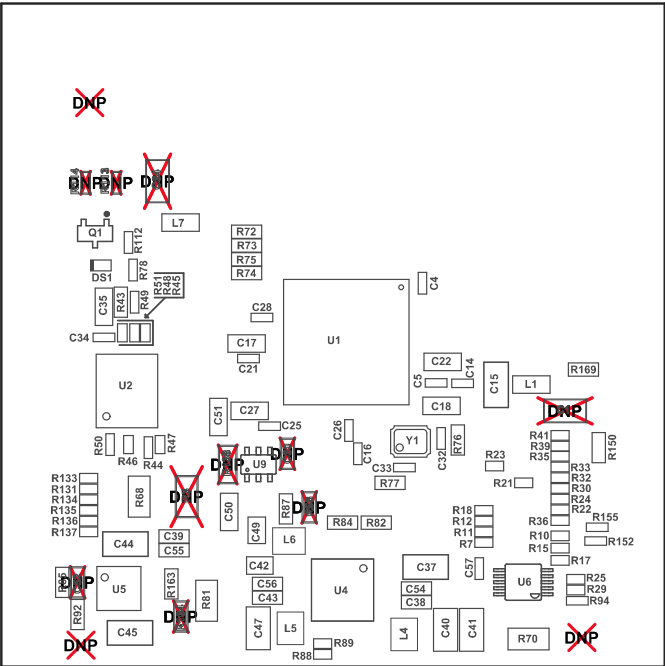 DNP
DNP
DNP
DNP
L7
Q1
R112
R72
R73
R75
R74
DS1
R78
R51
R48
R45
C4
C35
R43
R49
C28
C34
C17
U1
C21
C22
C14
C5
R169
U2
C15
L1
C51
C27
C18
DNP
C25
C26
Y1
C32
R76
R41
R39
R35
R150
R50
R46
R44
R47
C16
DNP
U9
DNP
C33
R23
R33
R32
R30
R24
R22
R133
R131
R134
R135
R136
R137
R68
DNP
R77
R21
C50
R87
DNP
R18
R12
R11
R7
R36
R155
C49
R84
R82
R10
R152
C44
C39
C55
L6
R15
R17
C42
C37
C57
DNP
U5
R163
C56
C43
U4
C54
C38
U6
R25
R29
R94
R92
R81
DNP
C45
C47
L5
L4
C40
C41
R70
DNP
DNP
R89
R88